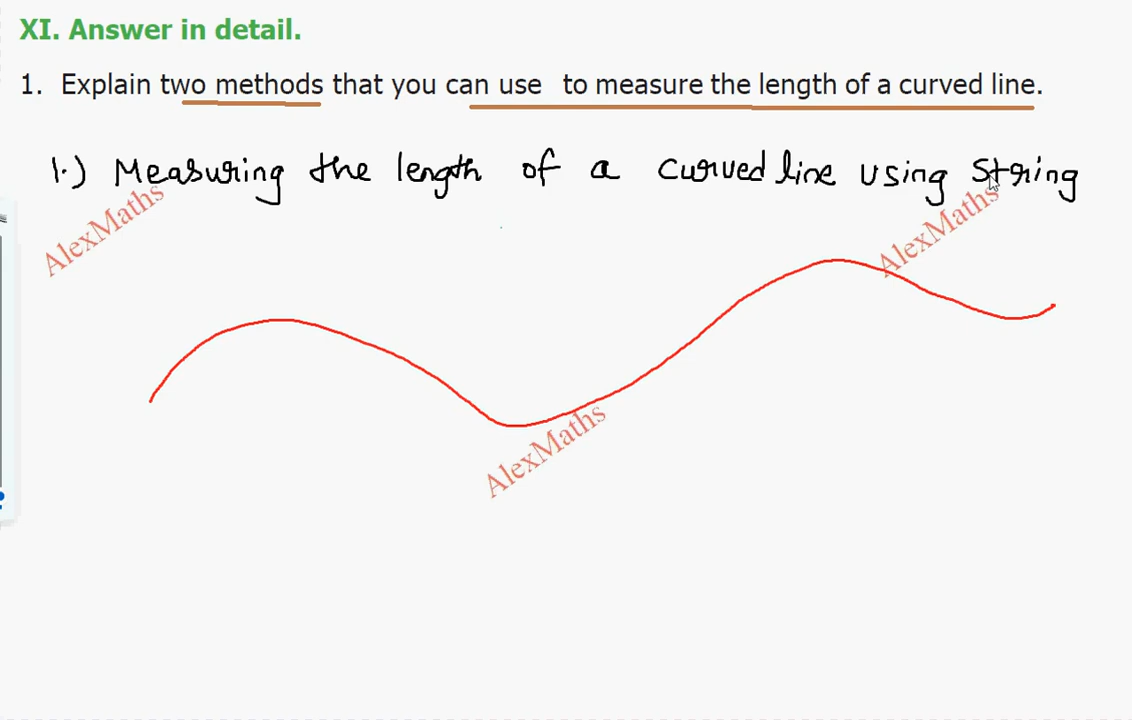 XI. Answer in detail.
1. Explain two methods that you can use to measure the length of a curved line.
1.) Measuring the length of a curved line using string
AlexMaths
AlexMaths
AlexMaths